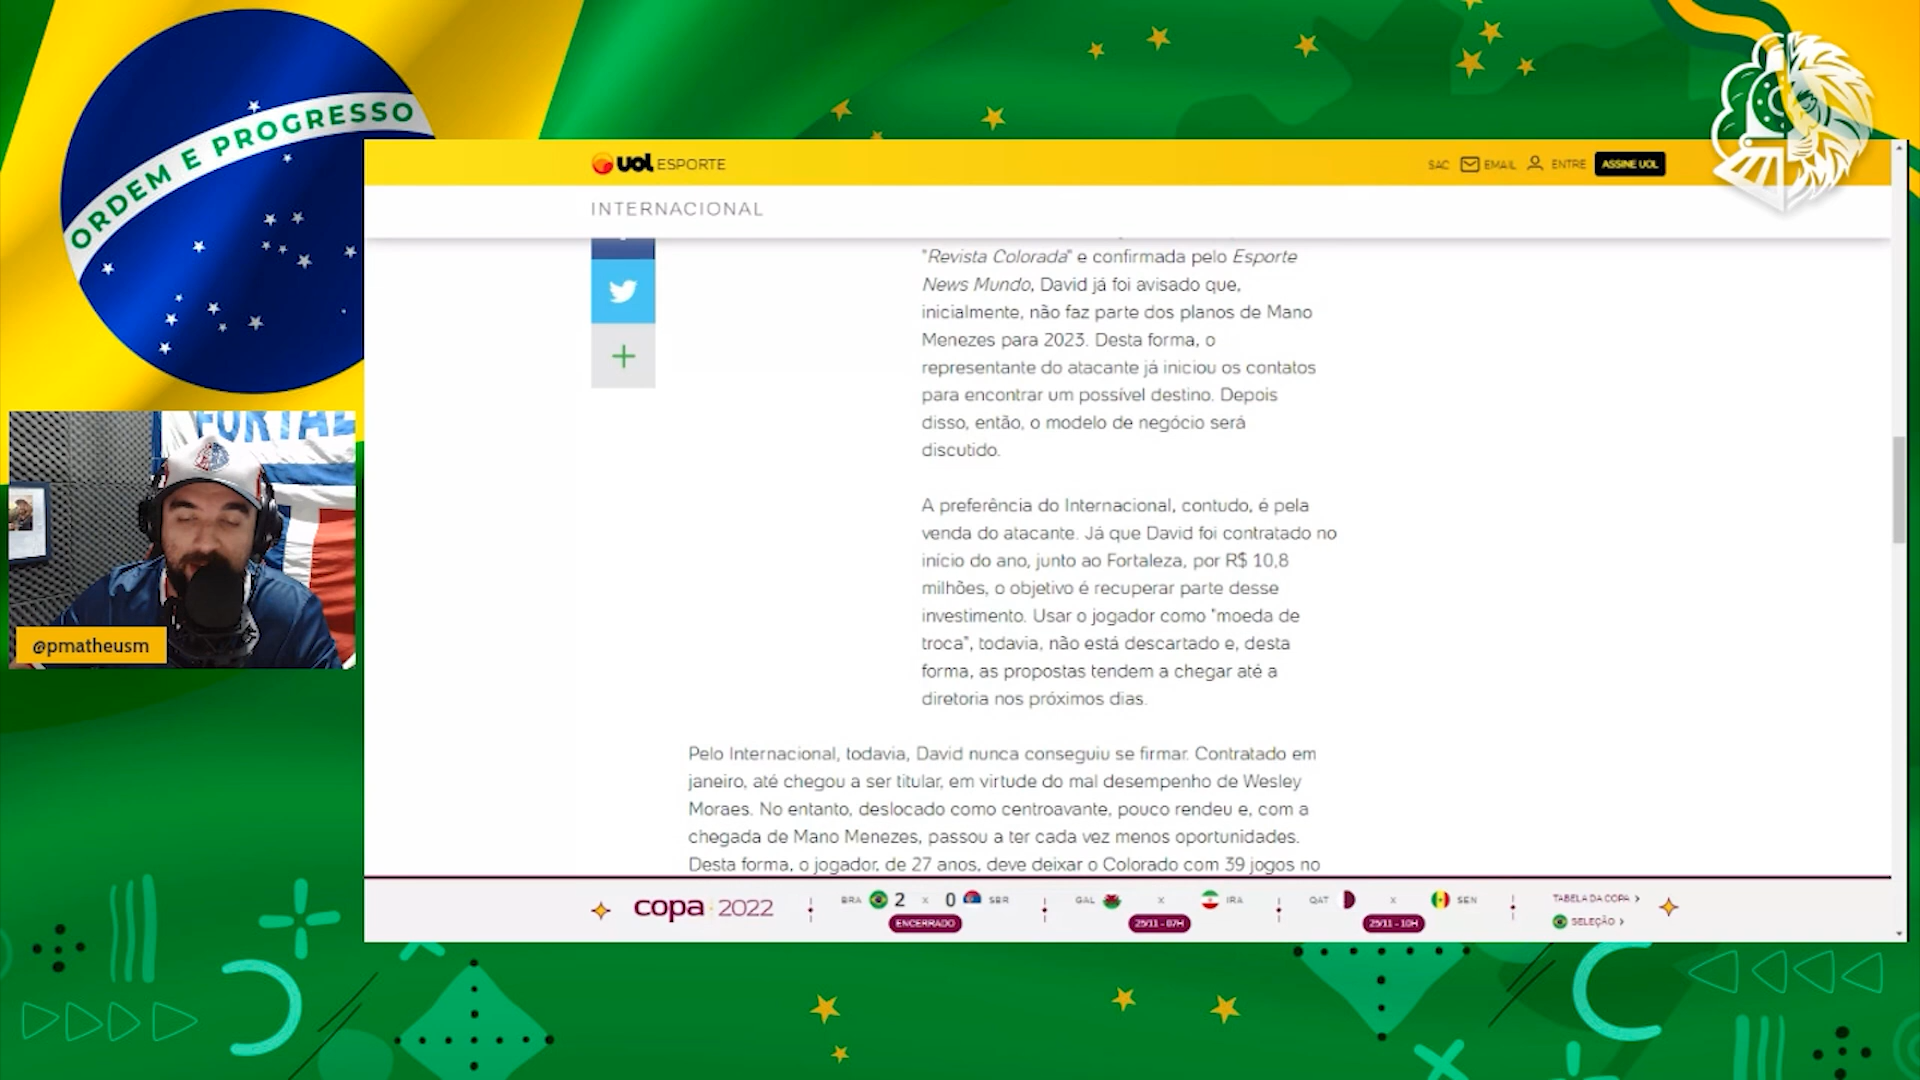 ORDEM E PROGRESSO
uol ESPORTE
SAC
EMAIL
ENTRE
ASSINE UOL
INTERNACIONAL
"Revista Colorada" e confirmada pelo Esporte
News Mundo, David já foi avisado que,
inicialmente, não faz parte dos planos de Mano
Menezes para 2023. Desta forma, o
representante do atacante já iniciou os contatos
para encontrar um possível destino. Depois
disso, então, o modelo de negócio será
discutido.
A preferência do Internacional, contudo, é pela
venda do atacante. Já que David foi contratado no
início do ano, junto ao Fortaleza, por R$ 10,8
milhões, o objetivo é recuperar parte desse
investimento. Usar o jogador como "moeda de
troca", todavia, não está descartado e, desta
forma, as propostas tendem a chegar até a
diretoria nos próximos dias.
Pelo Internacional, todavia, David nunca conseguiu se firmar. Contratado em
janeiro, até chegou a ser titular, em virtude do mal desempenho de Wesley
Moraes. No entanto, deslocado como centroavante, pouco rendeu e, com a
chegada de Mano Menezes, passou a ter cada vez menos oportunidades.
Desta forma, o jogador, de 27 anos, deve deixar o Colorado com 39 jogos no
FORTAL
@pmatheusm
copa 2022
BRA 2 x 0 SBR
ENCERRADO
GAL x IRA
25/11 - 07H
QAT x SEN
25/11 - 10H
TABELA DA COPA >
SELEÇÃO >